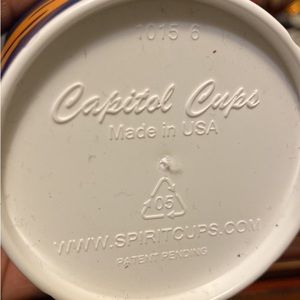 1015 6
Capitol Cups
Made in USA
05
WWW.SPIRITCUPS.COM
PATENT PENDING